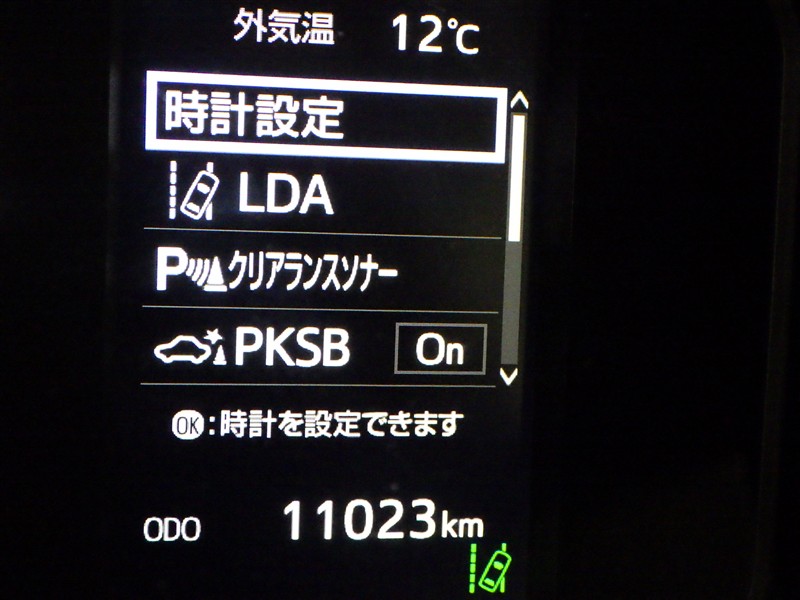 外気温 12℃
時計設定
LDA
Pクリアランスソナー
PKSB On
OK:時計を設定できます
ODO 11023km